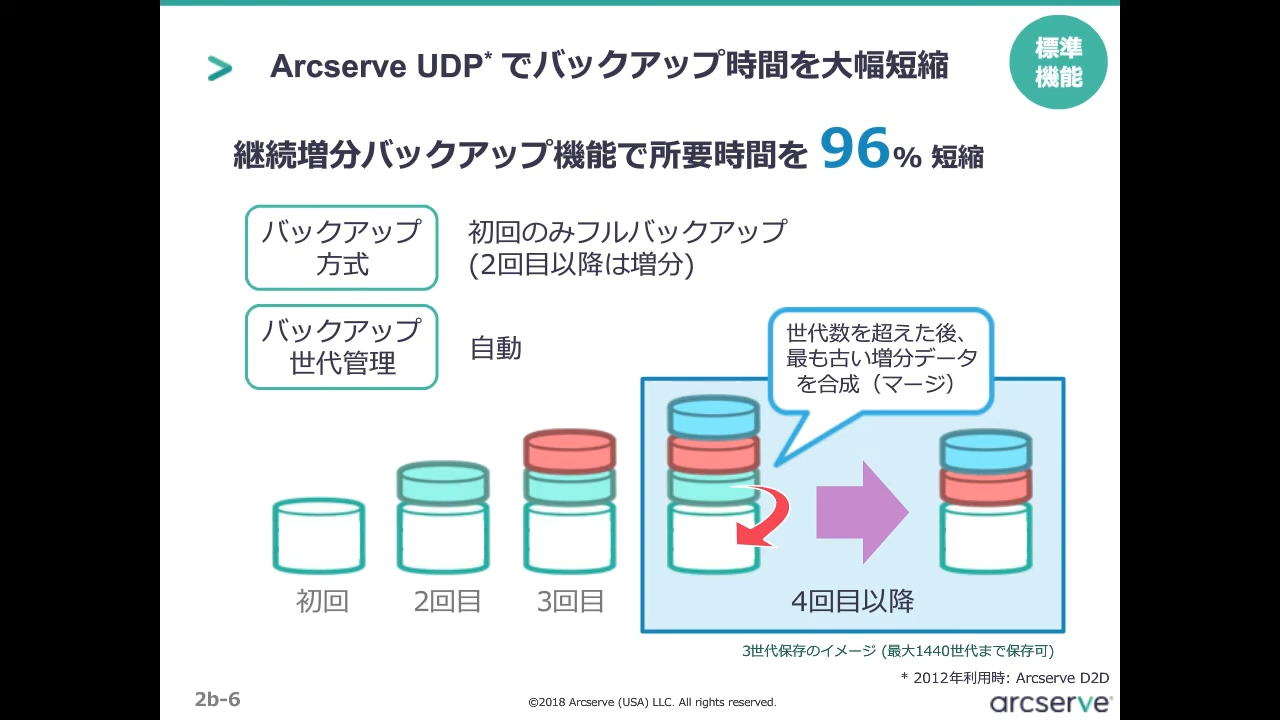 Arcserve UDP* でバックアップ時間を大幅短縮
標準
機能
継続増分バックアップ機能で所要時間を 96% 短縮
バックアップ
方式
初回のみフルバックアップ
(2回目以降は増分)
バックアップ
世代管理
自動
世代数を超えた後、
最も古い増分データ
を合成（マージ）
初回
2回目
3回目
4回目以降
3世代保存のイメージ (最大1440世代まで保存可)
* 2012年利用時: Arcserve D2D
2b-6
©2018 Arcserve (USA) LLC. All rights reserved.
arcserve®